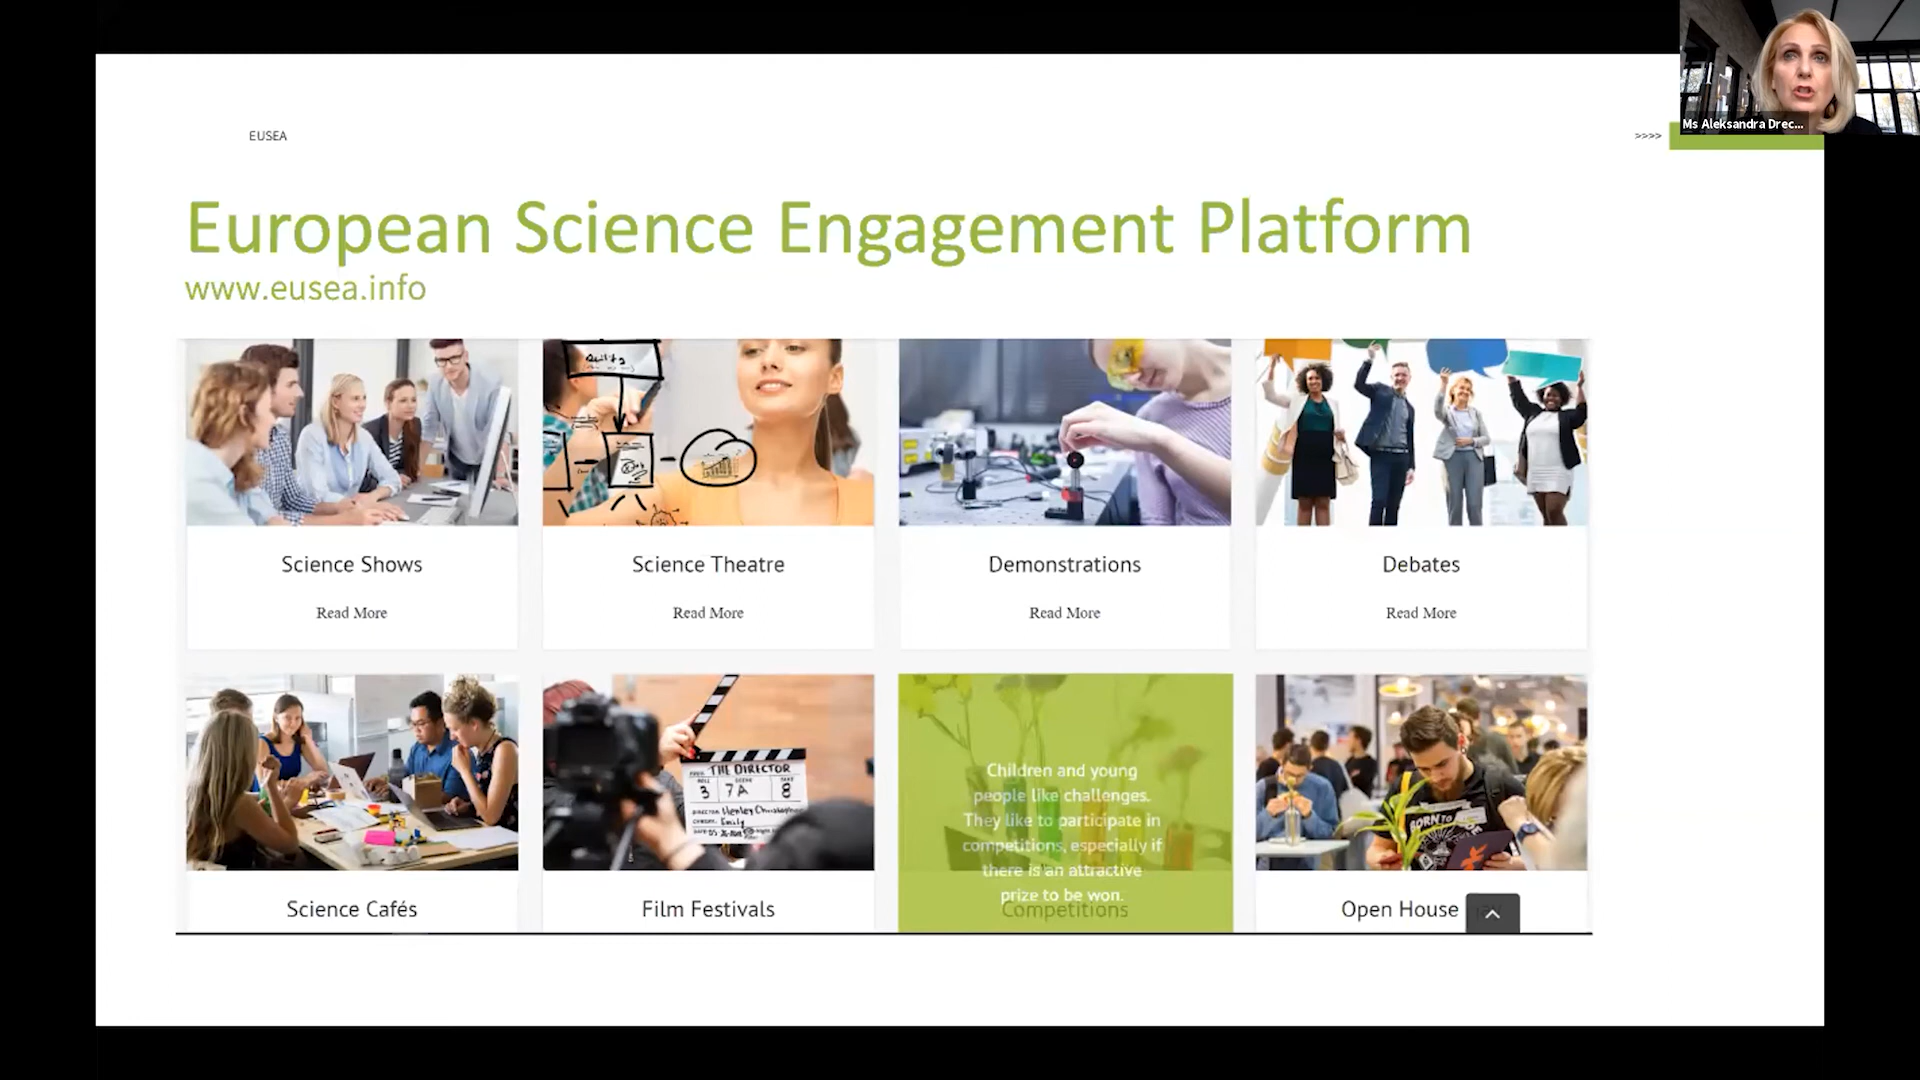 EUSEA
>>>>
Ms Aleksandra Drec...
European Science Engagement Platform
www.eusea.info
Science Shows
Read More
Science Theatre
Read More
Demonstrations
Read More
Debates
Read More
THE DIRECTOR
3 7A 8
BORN TO
Science Cafés
Film Festivals
Children and young
people like challenges.
They like to participate in
competitions, especially if
there is an attractive
prize to be won.
Competitions
Open House